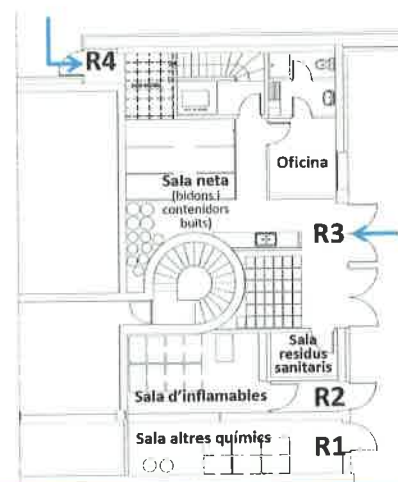 R4
Oficina
Sala neta
(bidons i
contenidors
buits)
R3
Sala
residus
sanitaris
Sala d'inflamables
R2
Sala altres químics
R1